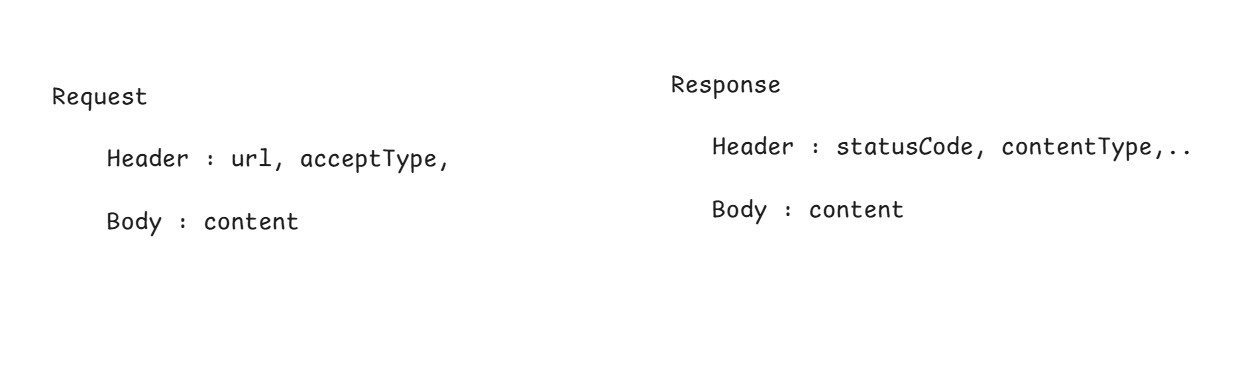 Request
Header : url, acceptType,
Body : content
Response
Header : statusCode, contentType,..
Body : content